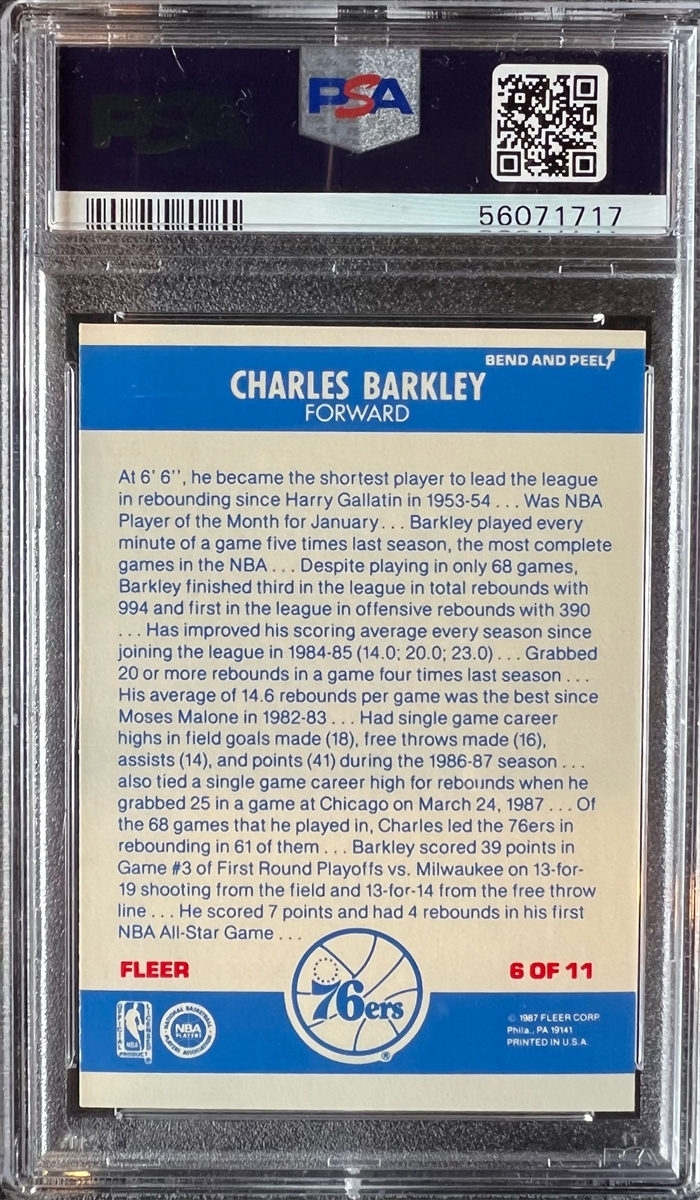 PSA
56071717
BEND AND PEEL
CHARLES BARKLEY
FORWARD
At 6' 6'', he became the shortest player to lead the league
in rebounding since Harry Gallatin in 1953-54 . . . Was NBA
Player of the Month for January . . . Barkley played every
minute of a game five times last season, the most complete
games in the NBA . . . Despite playing in only 68 games,
Barkley finished third in the league in total rebounds with
994 and first in the league in offensive rebounds with 390
. . . Has improved his scoring average every season since
joining the league in 1984-85 (14.0; 20.0; 23.0) . . . Grabbed
20 or more rebounds in a game four times last season . . .
His average of 14.6 rebounds per game was the best since
Moses Malone in 1982-83 . . . Had single game career
highs in field goals made (18), free throws made (16),
assists (14), and points (41) during the 1986-87 season . . .
also tied a single game career high for rebounds when he
grabbed 25 in a game at Chicago on March 24, 1987 . . . Of
the 68 games that he played in, Charles led the 76ers in
rebounding in 61 of them . . . Barkley scored 39 points in
Game #3 of First Round Playoffs vs. Milwaukee on 13-for-
19 shooting from the field and 13-for-14 from the free throw
line . . . He scored 7 points and had 4 rebounds in his first
NBA All-Star Game . . .
FLEER
6 OF 11
76ers
®
OFFICIAL LICENSED
NBA
PRODUCT
NATIONAL BASKETBALL
NBA
PLAYERS
PLAYERS ASSOCIATION
© 1987 FLEER CORP.
Phila., PA 19141
PRINTED IN U.S.A.
PSA